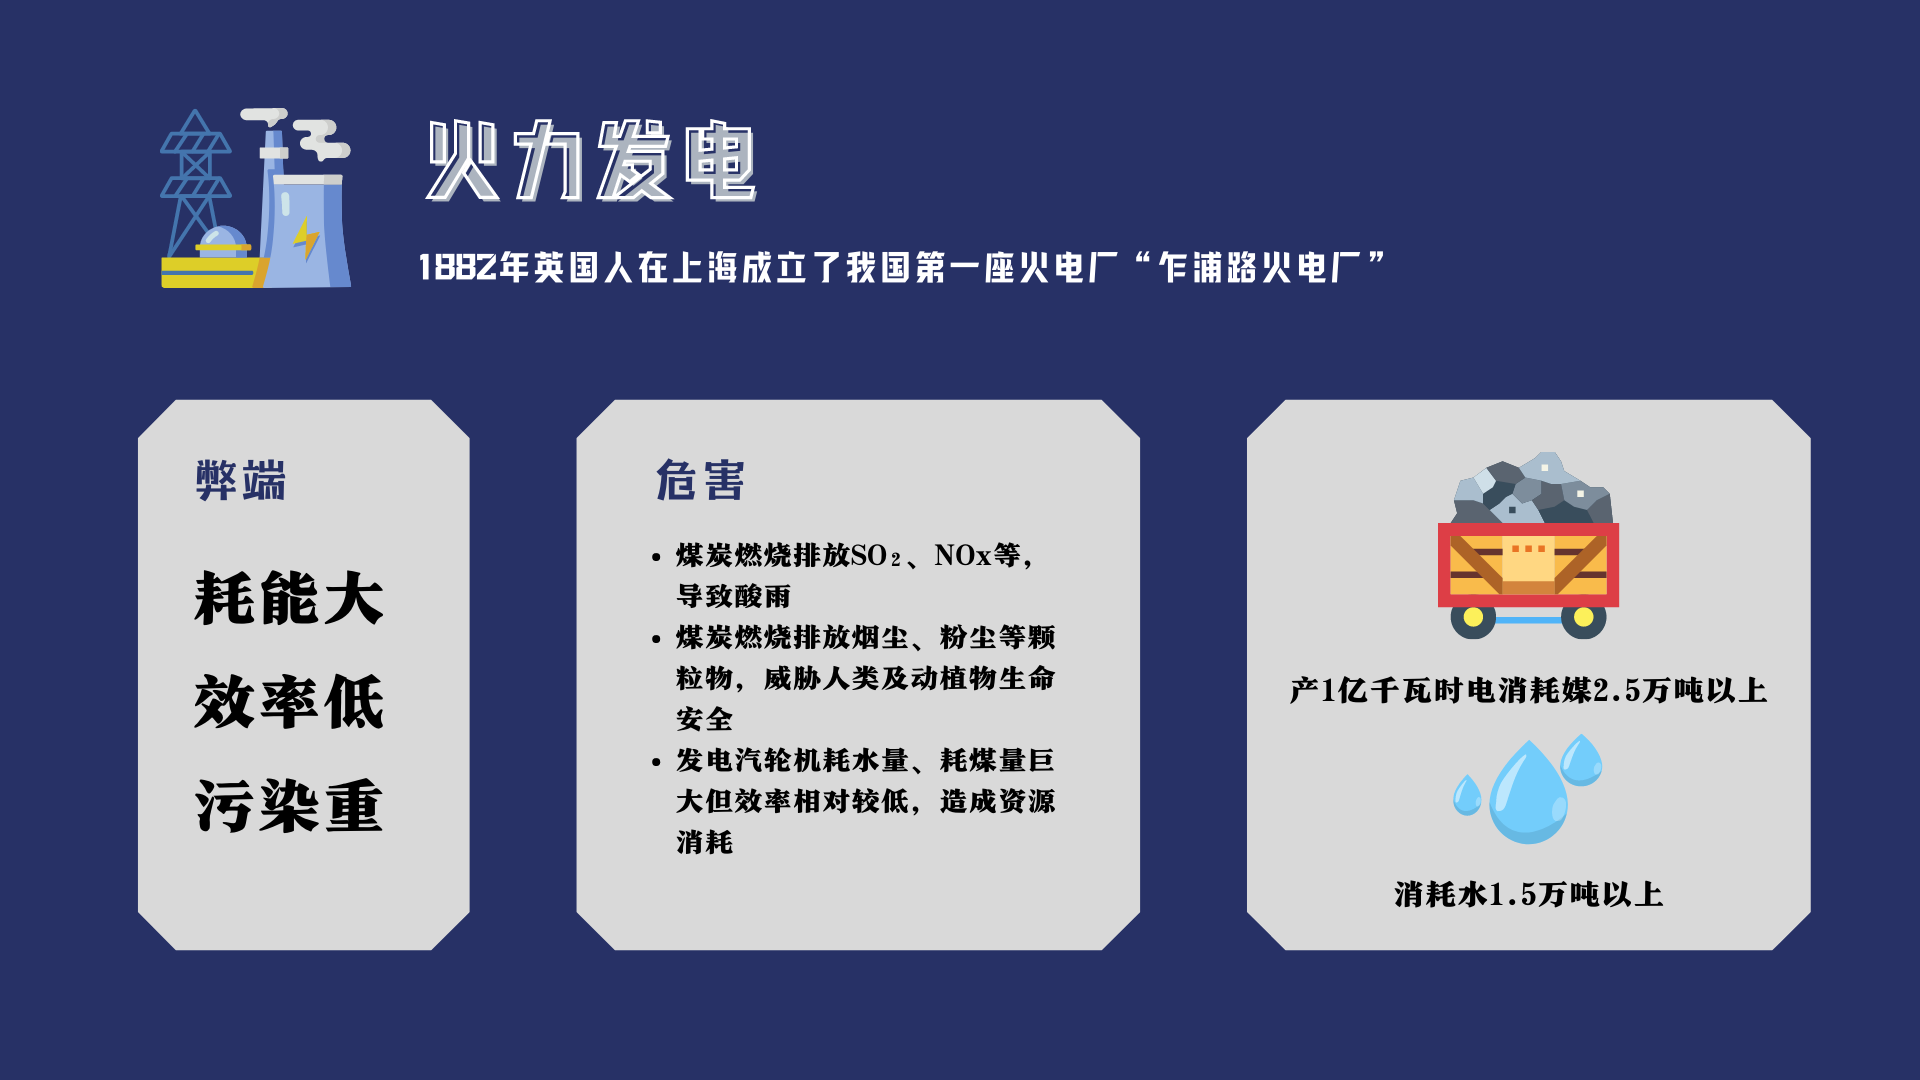 火力发电
1882年英国人在上海成立了我国第一座火电厂“乍浦路火电厂”
弊端
耗能大
效率低
污染重
危害
• 煤炭燃烧排放SO₂、NOx等，
导致酸雨
• 煤炭燃烧排放烟尘、粉尘等颗
粒物，威胁人类及动植物生命
安全
• 发电汽轮机耗水量、耗煤量巨
大但效率相对较低，造成资源
消耗
产1亿千瓦时电消耗媒2.5万吨以上
消耗水1.5万吨以上